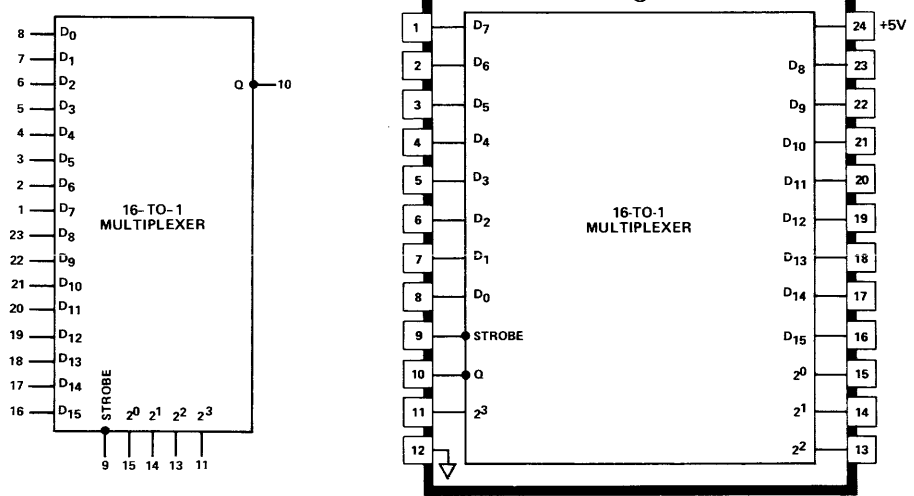 8 D0
7 D1
6 D2
Q 10
5 D3
4 D4
3 D5
2 D6
1 D7
16-TO-1
MULTIPLEXER
23 D8
22 D9
21 D10
20 D11
19 D12
18 D13
17 D14
16 D15
STROBE
2^0 2^1 2^2 2^3
9 15 14 13 11
1 D7 24 +5V
2 D6 D8 23
3 D5 D9 22
4 D4 D10 21
5 D3 D11 20
16-TO-1
MULTIPLEXER
6 D2 D12 19
7 D1 D13 18
8 D0 D14 17
9 STROBE D15 16
10 Q 2^0 15
11 2^3 2^1 14
12 2^2 13